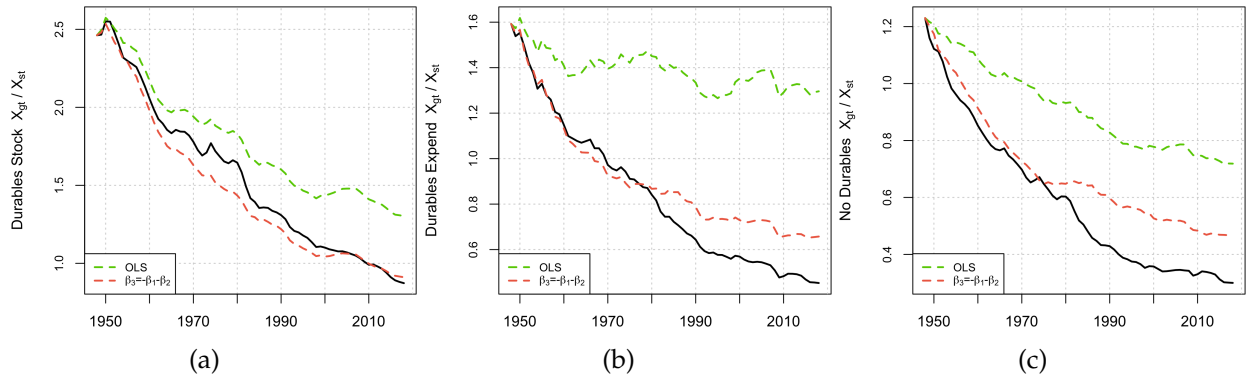 Durables Stock X_gt / X_st
2.5
2.0
1.5
1.0
OLS
β₃=-β₁-β₂
1950 1970 1990 2010
(a)
Durables Expend X_gt / X_st
1.6
1.4
1.2
1.0
0.8
0.6
OLS
β₃=-β₁-β₂
1950 1970 1990 2010
(b)
No Durables X_gt / X_st
1.2
1.0
0.8
0.6
0.4
OLS
β₃=-β₁-β₂
1950 1970 1990 2010
(c)